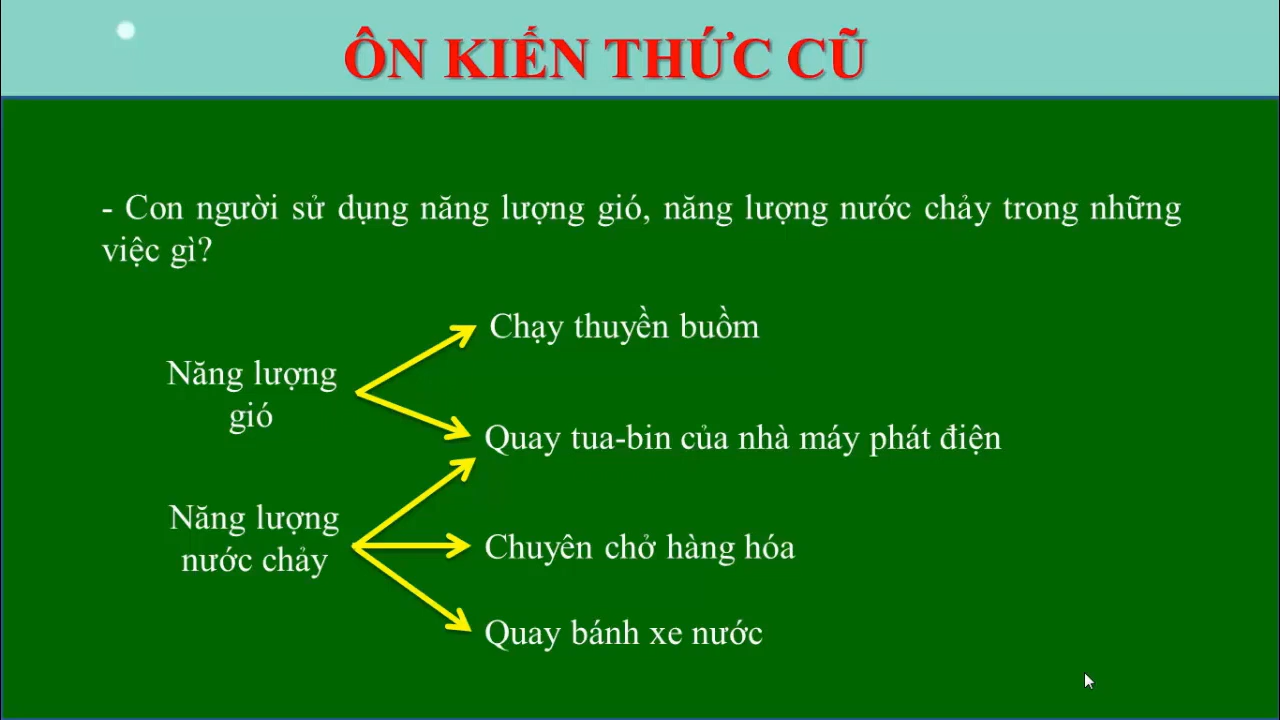 ÔN KIẾN THỨC CŨ
- Con người sử dụng năng lượng gió, năng lượng nước chảy trong những
việc gì?
Năng lượng
gió
Chạy thuyền buồm
Quay tua-bin của nhà máy phát điện
Năng lượng
nước chảy
Chuyên chở hàng hóa
Quay bánh xe nước